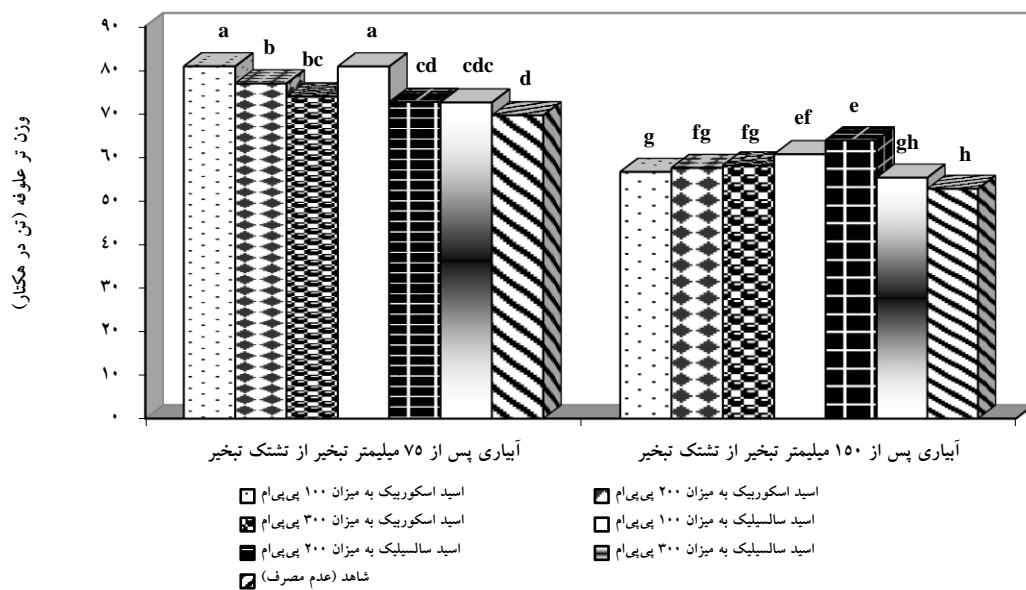 وزن تر علوفه (تن در هکتار)
۹۰
۸۰
۷۰
۶۰
۵۰
۴۰
۳۰
۲۰
۱۰
۰
a b bc a cd cdc d
g fg fg ef e gh h
آبیاری پس از ۷۵ میلیمتر تبخیر از تشتک تبخیر
آبیاری پس از ۱۵۰ میلیمتر تبخیر از تشتک تبخیر
اسید اسکوربیک به میزان ۱۰۰ پی‌پی‌ام
اسید اسکوربیک به میزان ۲۰۰ پی‌پی‌ام
اسید اسکوربیک به میزان ۳۰۰ پی‌پی‌ام
اسید سالسیلیک به میزان ۱۰۰ پی‌پی‌ام
اسید سالسیلیک به میزان ۲۰۰ پی‌پی‌ام
اسید سالسیلیک به میزان ۳۰۰ پی‌پی‌ام
شاهد (عدم مصرف)